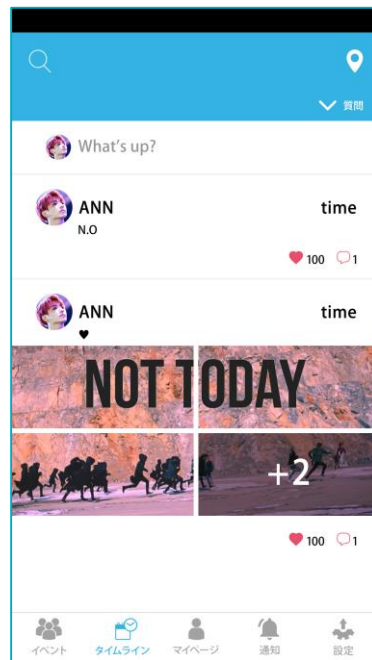 質問
What's up?
ANN
time
N.O
100
1
ANN
time
♥
NOT TODAY
+2
100
1
イベント
タイムライン
マイページ
通知
設定